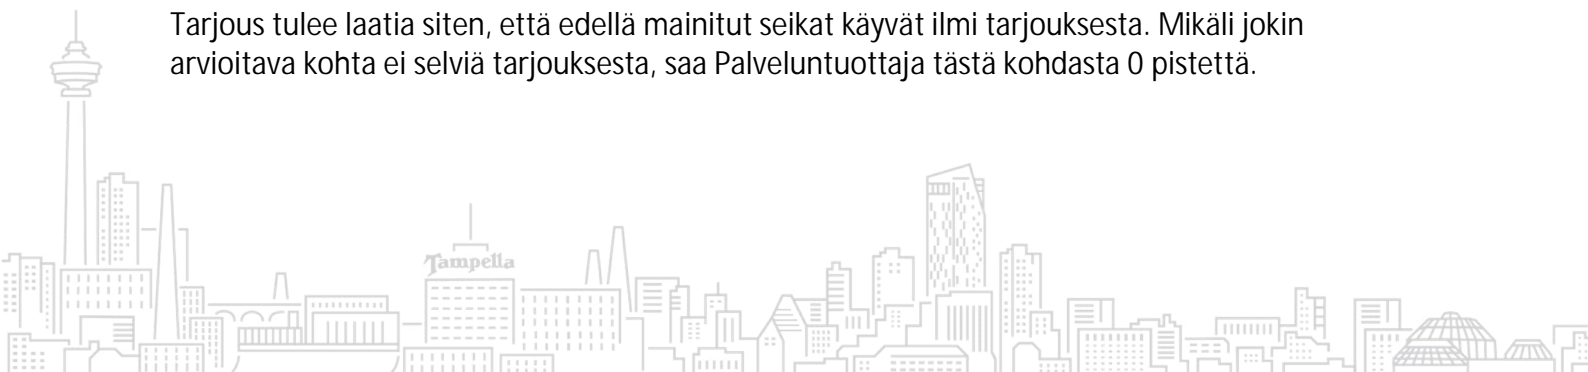 Tarjous tulee laatia siten, että edellä mainitut seikat käyvät ilmi tarjouksesta. Mikäli jokin
arvioitava kohta ei selviä tarjouksesta, saa Palveluntuottaja tästä kohdasta 0 pistettä.
Tampella